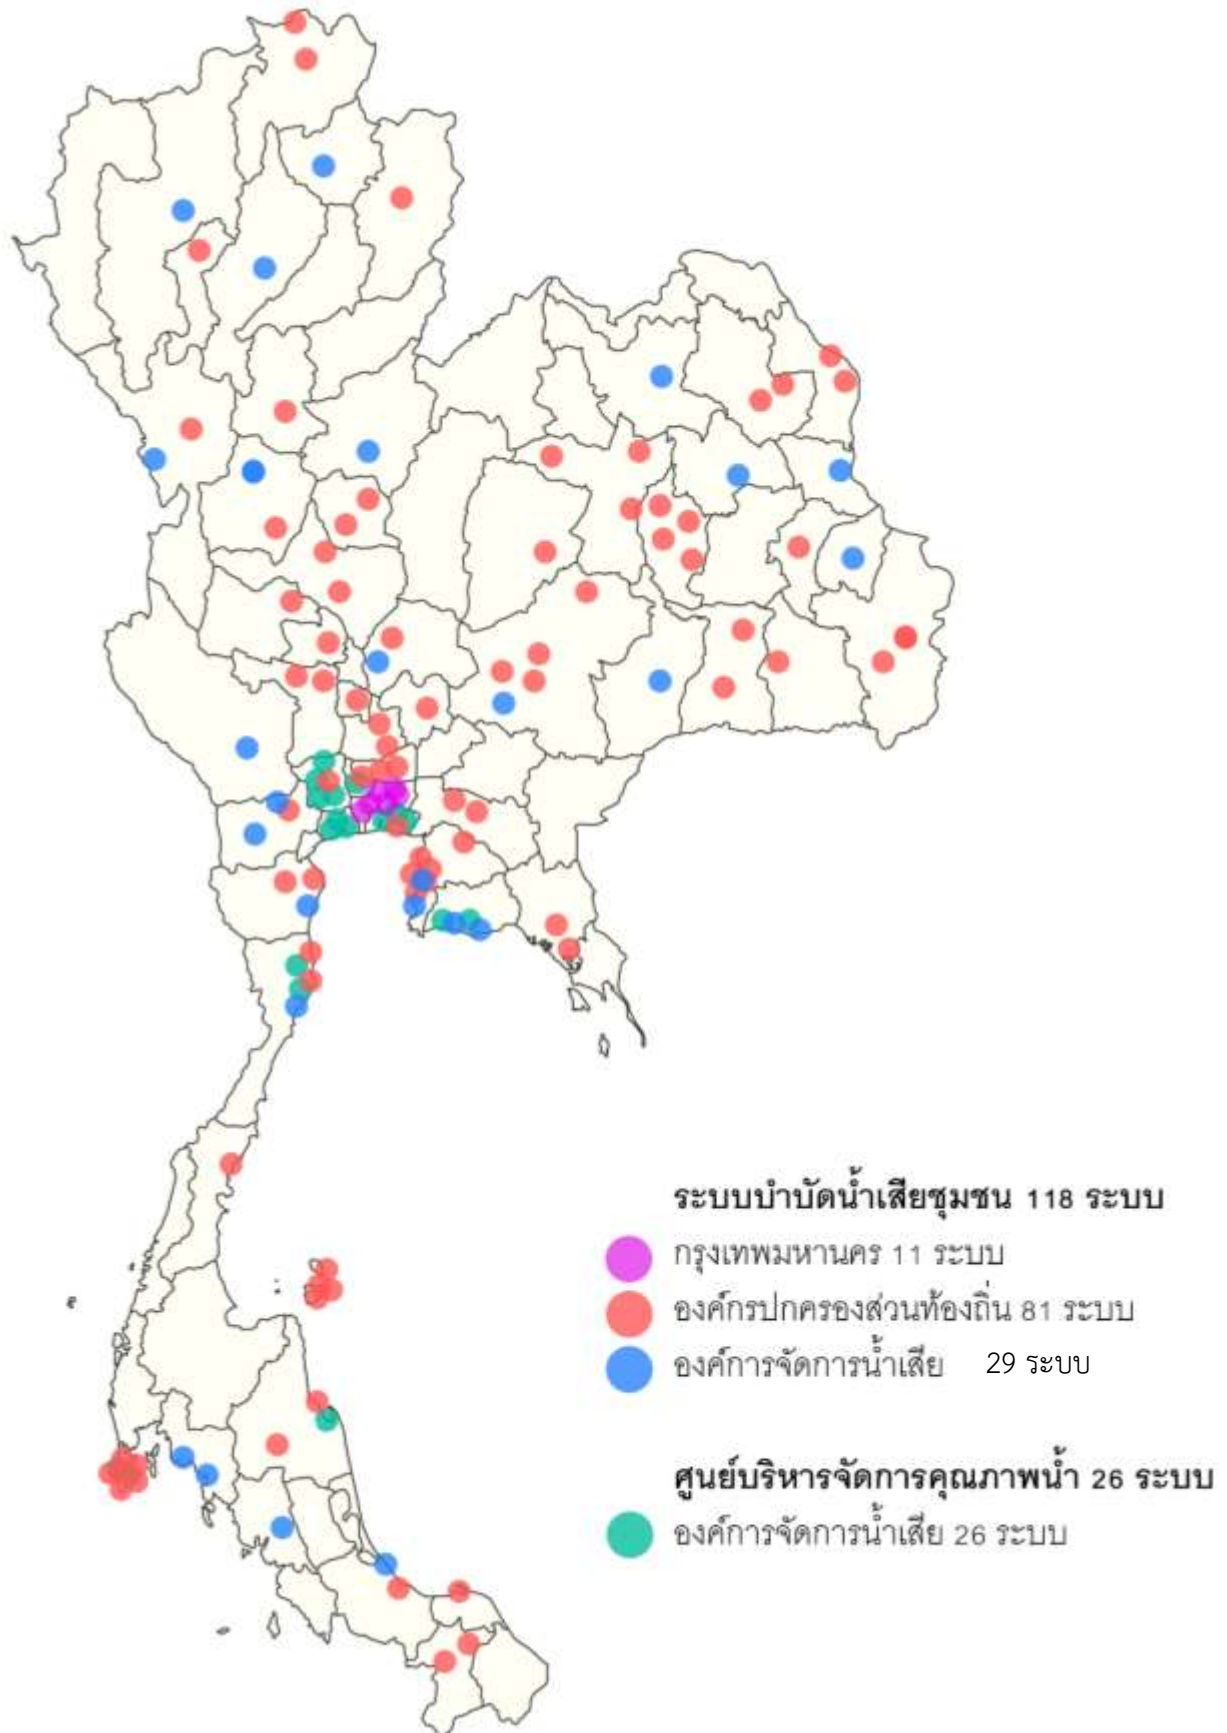 ระบบบำบัดน้ำเสียชุมชน 118 ระบบ
กรุงเทพมหานคร 11 ระบบ
องค์กรปกครองส่วนท้องถิ่น 81 ระบบ
องค์การจัดการน้ำเสีย 29 ระบบ
ศูนย์บริหารจัดการคุณภาพน้ำ 26 ระบบ
องค์การจัดการน้ำเสีย 26 ระบบ